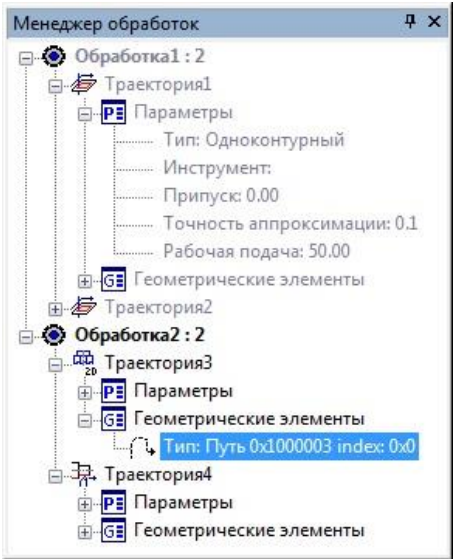 Менеджер обработок
Обработка1 : 2
Траектория1
Параметры
Тип: Одноконтурный
Инструмент:
Припуск: 0.00
Точность аппроксимации: 0.1
Рабочая подача: 50.00
Геометрические элементы
Траектория2
Обработка2 : 2
Траектория3
Параметры
Геометрические элементы
Тип: Путь 0x1000003 index: 0x0
Траектория4
Параметры
Геометрические элементы